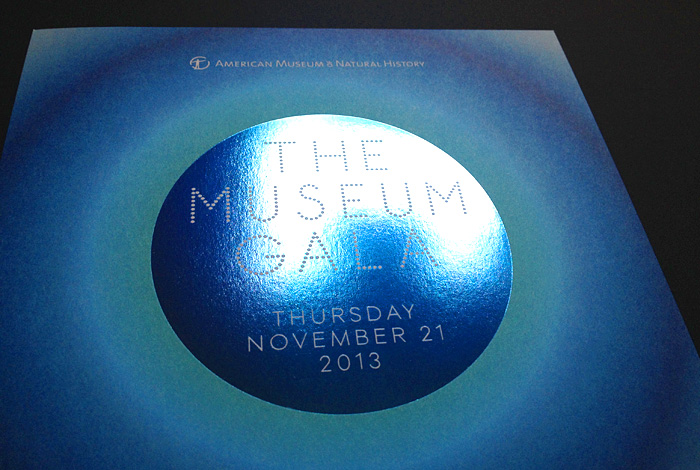 AMERICAN MUSEUM & NATURAL HISTORY
THE
MUSEUM
GALA
THURSDAY
NOVEMBER 21
2013